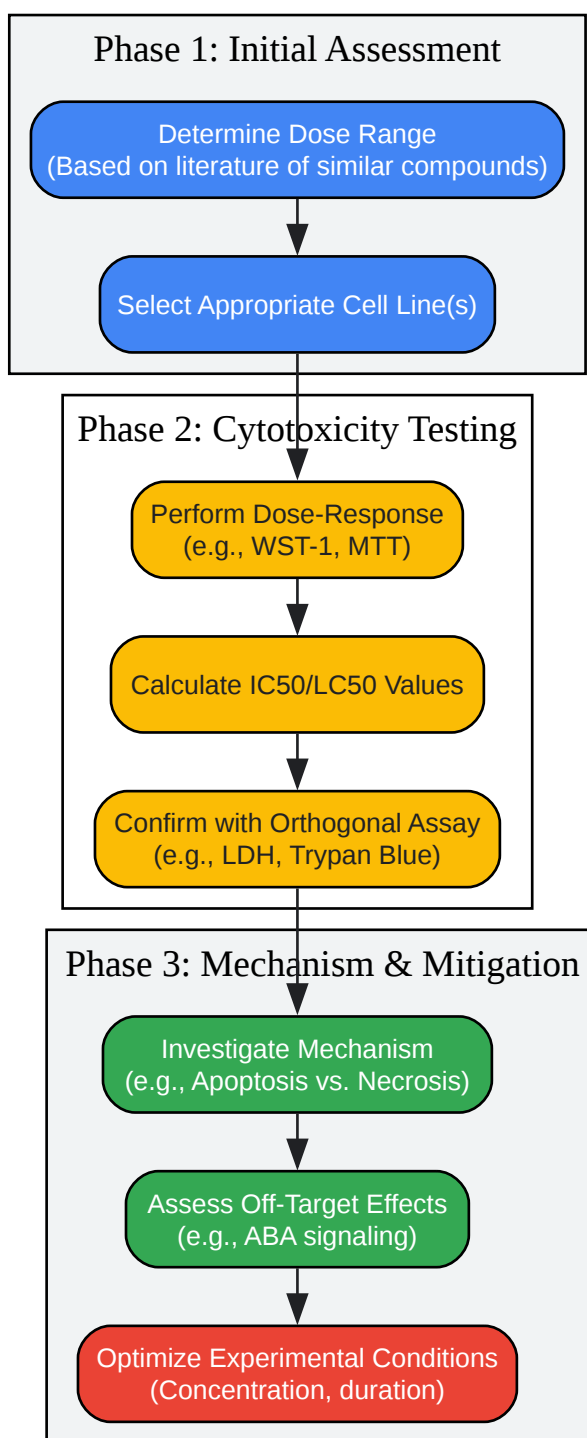 Phase 1: Initial Assessment
Determine Dose Range
(Based on literature of similar compounds)
Select Appropriate Cell Line(s)
Phase 2: Cytotoxicity Testing
Perform Dose-Response
(e.g., WST-1, MTT)
Calculate IC50/LC50 Values
Confirm with Orthogonal Assay
(e.g., LDH, Trypan Blue)
Phase 3: Mechanism & Mitigation
Investigate Mechanism
(e.g., Apoptosis vs. Necrosis)
Assess Off-Target Effects
(e.g., ABA signaling)
Optimize Experimental Conditions
(Concentration, duration)